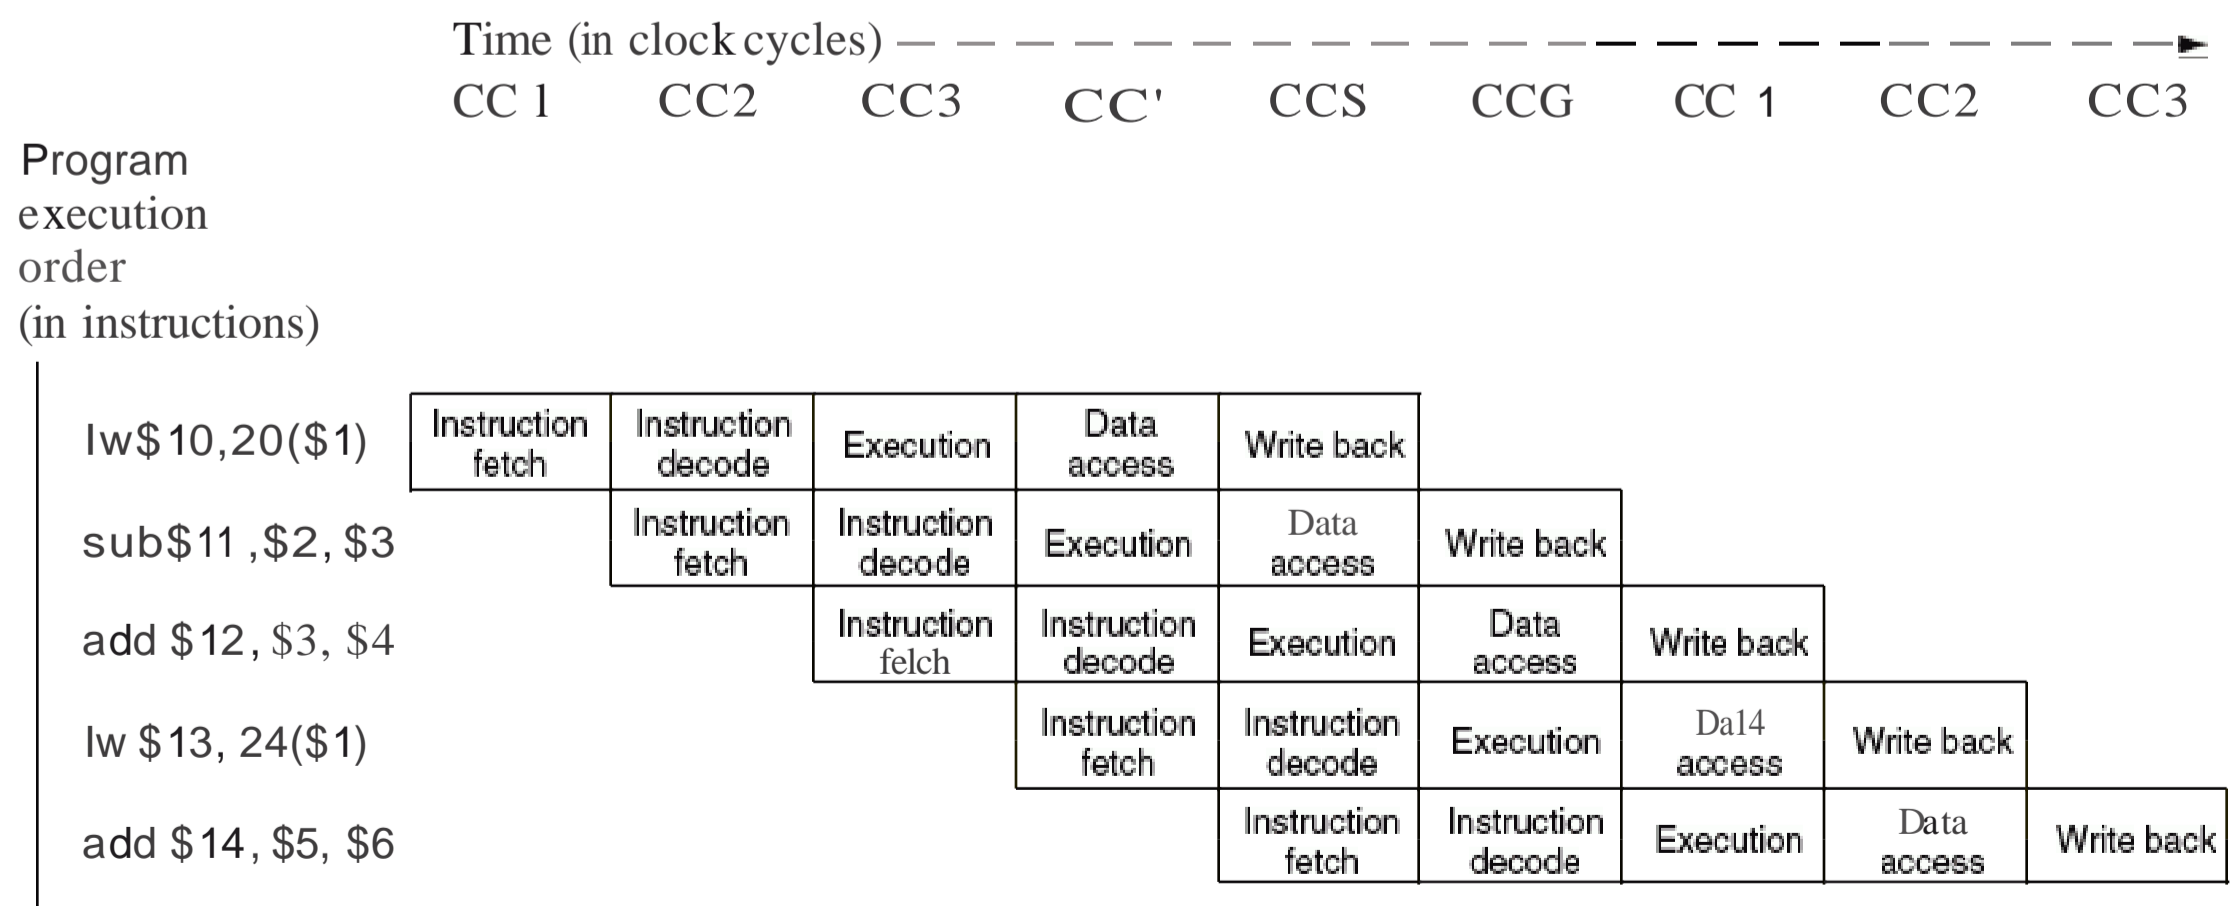 Time (in clock cycles)
CC 1 CC2 CC3 CC' CCS CCG CC 1 CC2 CC3
Program
execution
order
(in instructions)
lw$10,20($1)
Instruction
fetch
Instruction
decode
Execution
Data
access
Write back
sub$11 ,$2, $3
Instruction
fetch
Instruction
decode
Execution
Data
access
Write back
add $12, $3, $4
Instruction
felch
Instruction
decode
Execution
Data
access
Write back
lw $13, 24($1)
Instruction
fetch
Instruction
decode
Execution
Da14
access
Write back
add $14, $5, $6
Instruction
fetch
Instruction
decode
Execution
Data
access
Write back